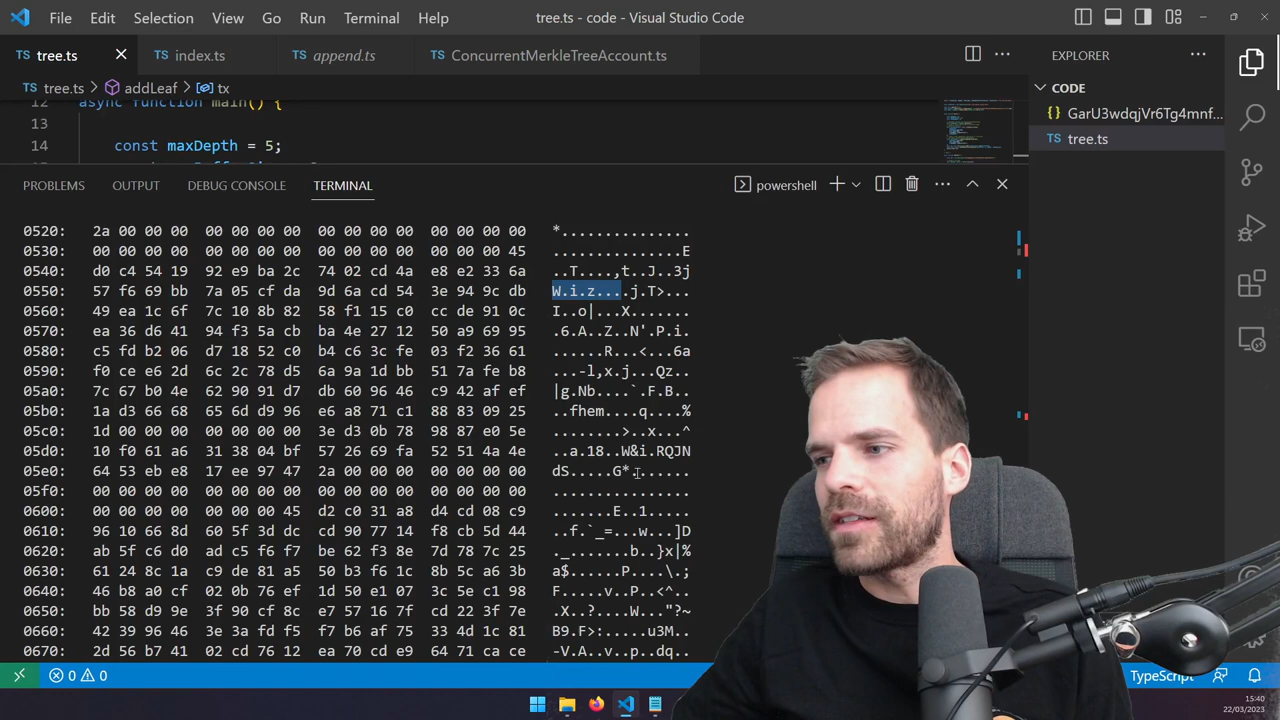 File Edit Selection View Go Run Terminal Help tree.ts - code - Visual Studio Code
TS tree.ts TS index.ts TS append.ts TS ConcurrentMerkleTreeAccount.ts
EXPLORER
TS tree.ts > addLeaf > tx
CODE
{} GarU3wdqjVr6Tg4mnf...
TS tree.ts
12 async function main() {
13
14 const maxDepth = 5;
PROBLEMS OUTPUT DEBUG CONSOLE TERMINAL powershell
0520: 2a 00 00 00 00 00 00 00 00 00 00 00 00 00 00 00 *...............
0530: 00 00 00 00 00 00 00 00 00 00 00 00 00 00 00 45 ...............E
0540: d0 c4 54 19 92 e9 ba 2c 74 02 cd 4a e8 e2 33 6a ..T....,t..J..3j
0550: 57 f6 69 bb 7a 05 cf da 9d 6a cd 54 3e 94 9c db W.i.z....j.T>...
0560: 49 ea 1c 6f 7c 10 8b 82 58 f1 15 c0 cc de 91 0c I..o|...X.......
0570: ea 36 d6 41 94 f3 5a cb ba 4e 27 12 50 a9 69 95 .6.A..Z..N'.P.i.
0580: c5 fd b2 06 d7 18 52 c0 b4 c6 3c fe 03 f2 36 61 ......R...<...6a
0590: f0 ce e6 2d 6c 2c 78 d5 6a 9a 1d bb 51 7a fe b8 ...-l,x.j...Qz..
05a0: 7c 67 b0 4e 62 90 91 d7 db 60 96 46 c9 42 af ef |g.Nb....`.F.B..
05b0: 1a d3 66 68 65 6d d9 96 e6 a8 71 c1 88 83 09 25 ..fhem....q....%
05c0: 1d 00 00 00 00 00 00 00 3e d3 0b 78 98 87 e0 5e ........>..x...^
05d0: 10 f0 61 a6 31 38 04 bf 57 26 69 fa 52 51 4a 4e ..a.18..W&i.RQJN
05e0: 64 53 eb e8 17 ee e2 47 2a 00 00 00 00 00 00 00 dS.....G*.......
05f0: 00 00 00 00 00 00 00 00 00 00 00 00 00 00 00 00 ................
0600: 00 00 00 00 00 00 00 45 d2 c0 31 a8 d4 cd 08 c9 .......E..1.....
0610: 96 10 66 8d 60 5f 3d dc cd 90 77 14 f8 cb 5d 44 ..f.`_=...w...]D
0620: ab 5f c6 d0 ad c5 f6 f7 be 62 f3 8e 7d 78 7c 25 ._.......b..}x|%
0630: 61 24 8c 1a c9 de 81 a5 50 b3 f6 1c 8b 5c a6 3b a$......P....\.;
0640: 46 b8 a0 cf 02 0b 76 ef 1d 50 e1 07 3c 5e c1 98 F.....v..P..<^..
0650: bb 58 d9 9e 3f 90 cf 8c e7 57 16 7f cd 22 3f 7e .X..?....W..."?~
0660: 42 39 96 46 3e 3a fd f5 f7 b6 af 75 33 4d 1c 81 B9.F>:.....u3M..
0670: 2d 56 b7 41 02 cd 76 12 ea 70 cd e9 64 71 ca ce -V.A..v..p..dq..
0 0 TypeScript
15:40
22/03/2023